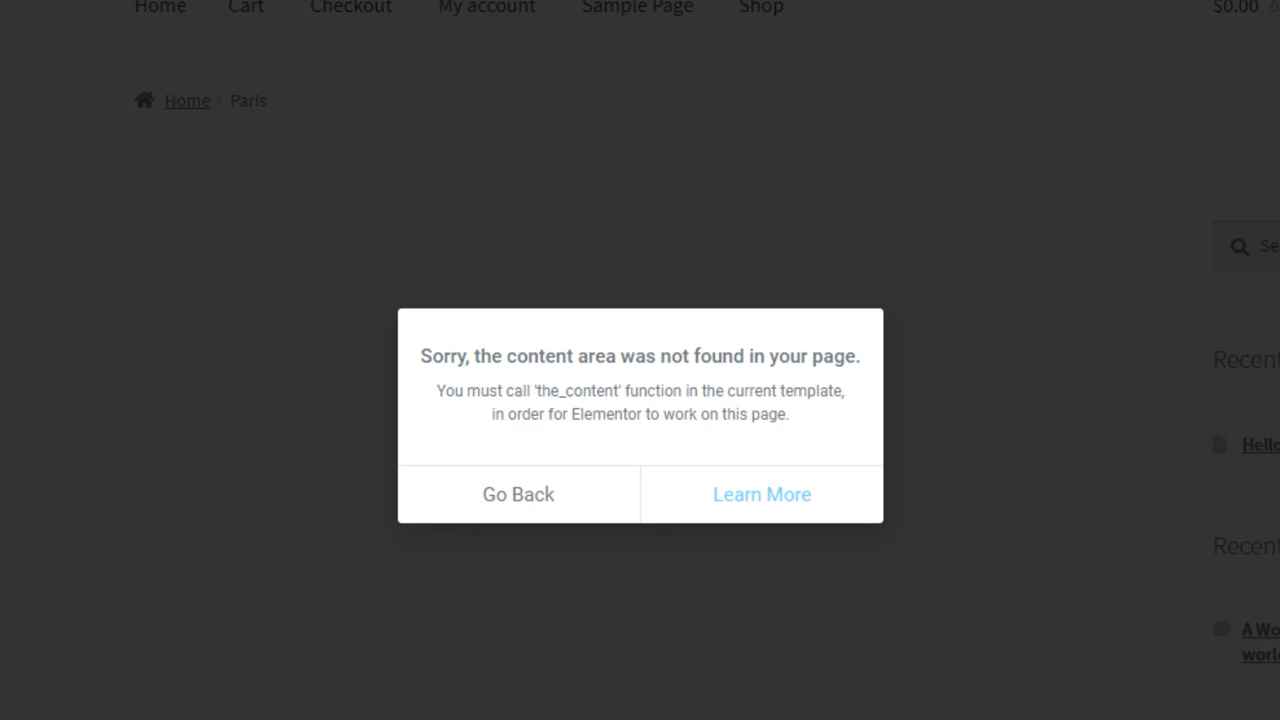 Home Cart Checkout My account Sample Page Shop $0.00
Home Paris
Sorry, the content area was not found in your page.
You must call 'the_content' function in the current template,
in order for Elementor to work on this page.
Go Back Learn More